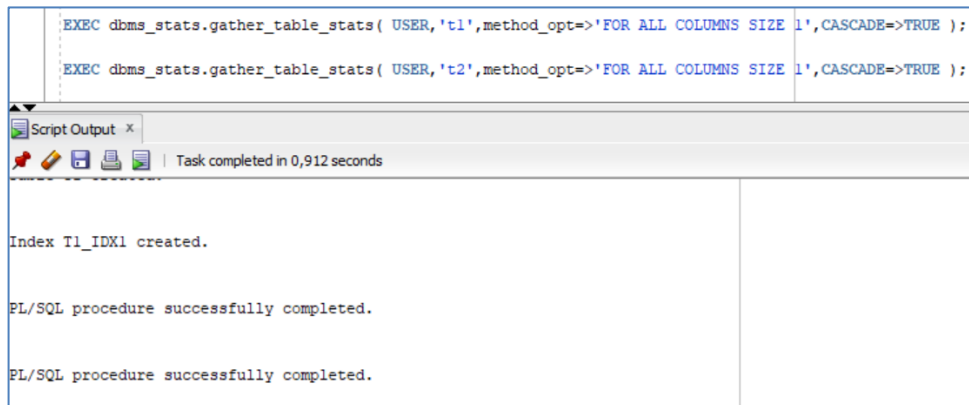 EXEC dbms_stats.gather_table_stats( USER,'t1',method_opt=>'FOR ALL COLUMNS SIZE 1',CASCADE=>TRUE );
EXEC dbms_stats.gather_table_stats( USER,'t2',method_opt=>'FOR ALL COLUMNS SIZE 1',CASCADE=>TRUE );
Script Output x
Task completed in 0,912 seconds
Index T1_IDX1 created.
PL/SQL procedure successfully completed.
PL/SQL procedure successfully completed.